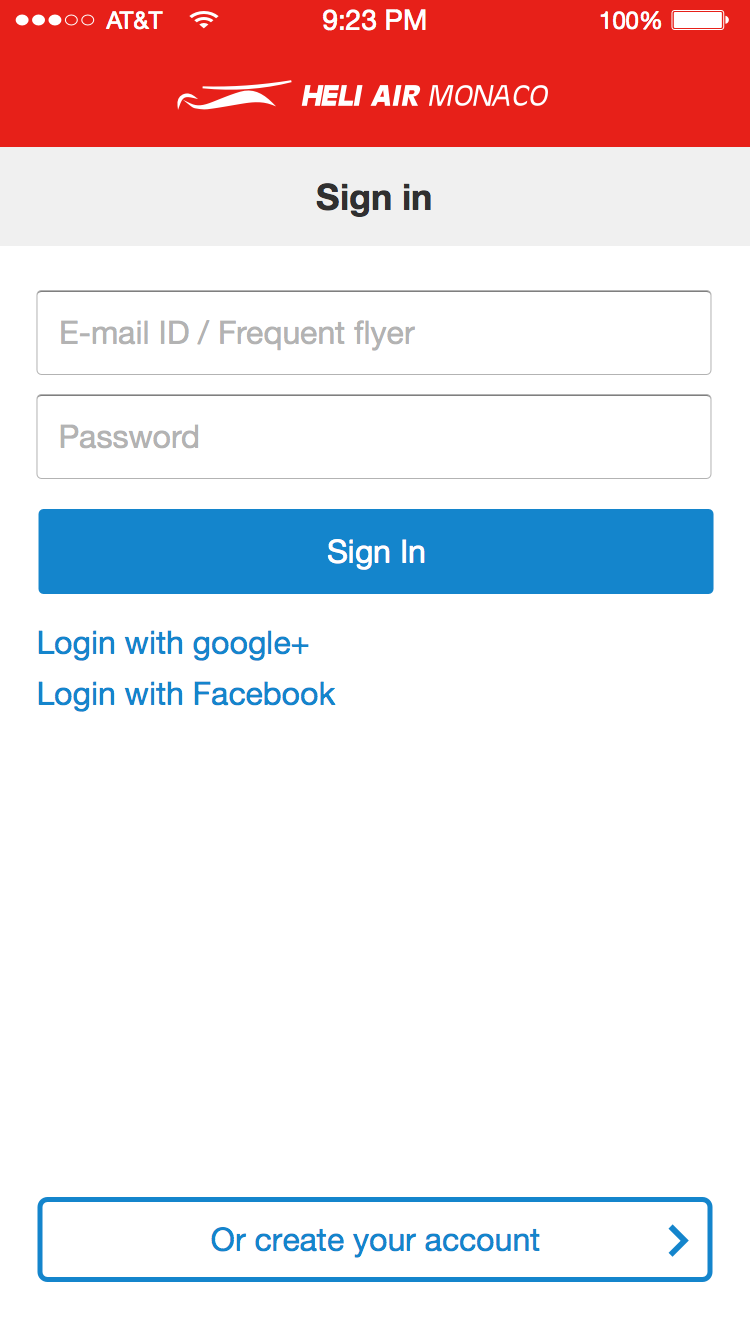 AT&T 9:23 PM 100%
HELI AIR MONACO
Sign in
E-mail ID / Frequent flyer
Password
Sign In
Login with google+
Login with Facebook
Or create your account